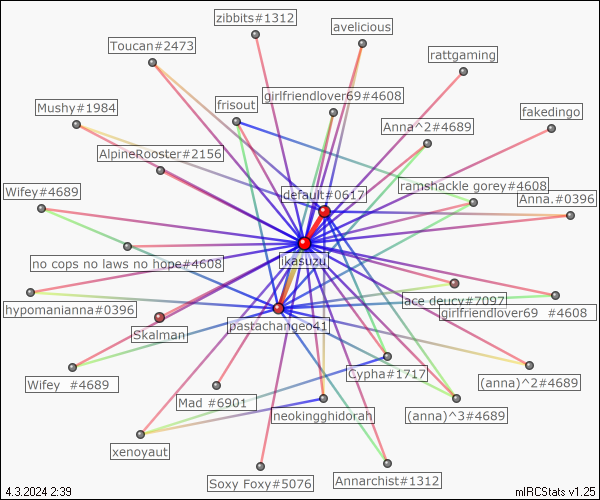 zibbits#1312
avelicious
Toucan#2473
rattgaming
girlfriendlover69#4608
Mushy#1984
frisout
fakedingo
Anna^2#4689
AlpineRooster#2156
default#0617
ramshackle gorey#4608
Wifey#4689
Anna.#0396
ikasuzu
no cops no laws no hope#4608
ace deucy#7097
hypomanianna#0396
girlfriendlover69 #4608
pastachangeo41
Skalman
Cypha#1717
Wifey #4689
(anna)^2#4689
Mad #6901
neokingghidorah
(anna)^3#4689
xenoyaut
Annarchist#1312
Soxy Foxy#5076
4.3.2024 2:39
mIRCStats v1.25